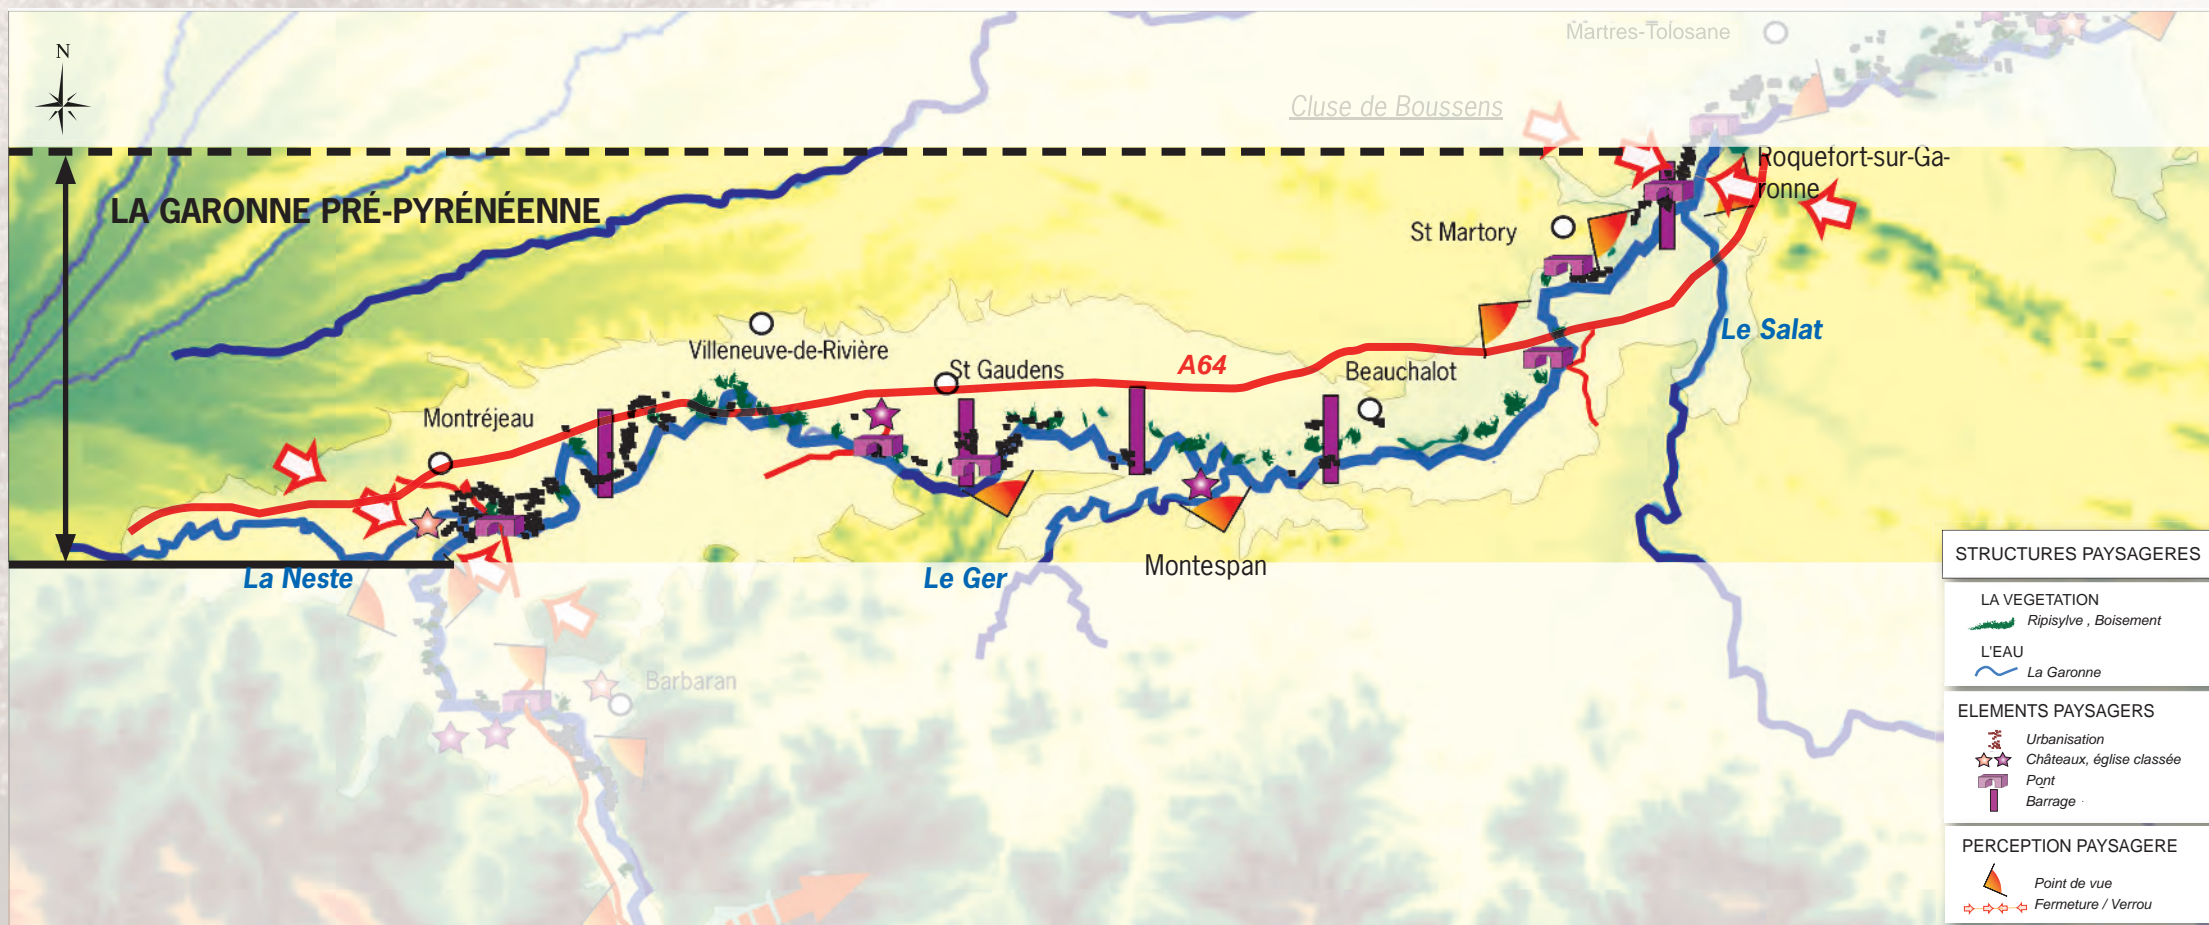 N
Martres-Tolosane
Cluse de Boussens
Roquefort-sur-Ga-
ronne
LA GARONNE PRÉ-PYRÉNÉENNE
St Martory
Le Salat
Villeneuve-de-Rivière
St Gaudens
A64
Beauchalot
Montréjeau
La Neste
Le Ger
Montespan
Barbaran
STRUCTURES PAYSAGERES
LA VEGETATION
Ripisylve , Boisement
L'EAU
La Garonne
ELEMENTS PAYSAGERS
Urbanisation
Châteaux, église classée
Pont
Barrage
PERCEPTION PAYSAGERE
Point de vue
Fermeture / Verrou